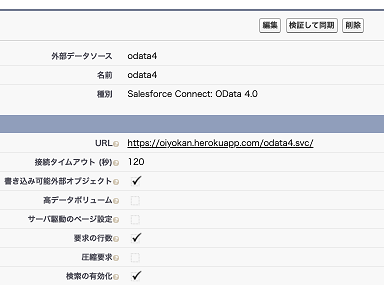 編集 検証して同期 削除
外部データソース odata4
名前 odata4
種別 Salesforce Connect: OData 4.0
URL https://oiyokan.herokuapp.com/odata4.svc/
接続タイムアウト (秒) 120
書き込み可能外部オブジェクト
高データボリューム
サーバ駆動のページ設定
要求の行数
圧縮要求
検索の有効化